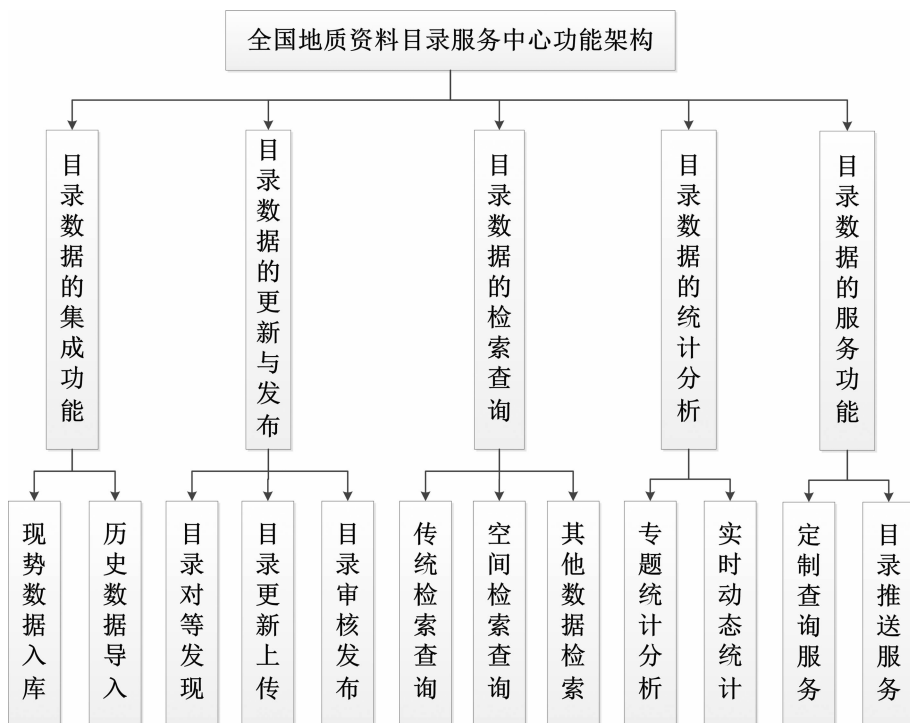 全国地质资料目录服务中心功能架构
目录数据的集成功能
目录数据的更新与发布
目录数据的检索查询
目录数据的统计分析
目录数据的服务功能
现势数据入库
历史数据导入
目录对等发现
目录更新上传
目录审核发布
传统检索查询
空间检索查询
其他数据检索
专题统计分析
实时动态统计
定制查询服务
目录推送服务